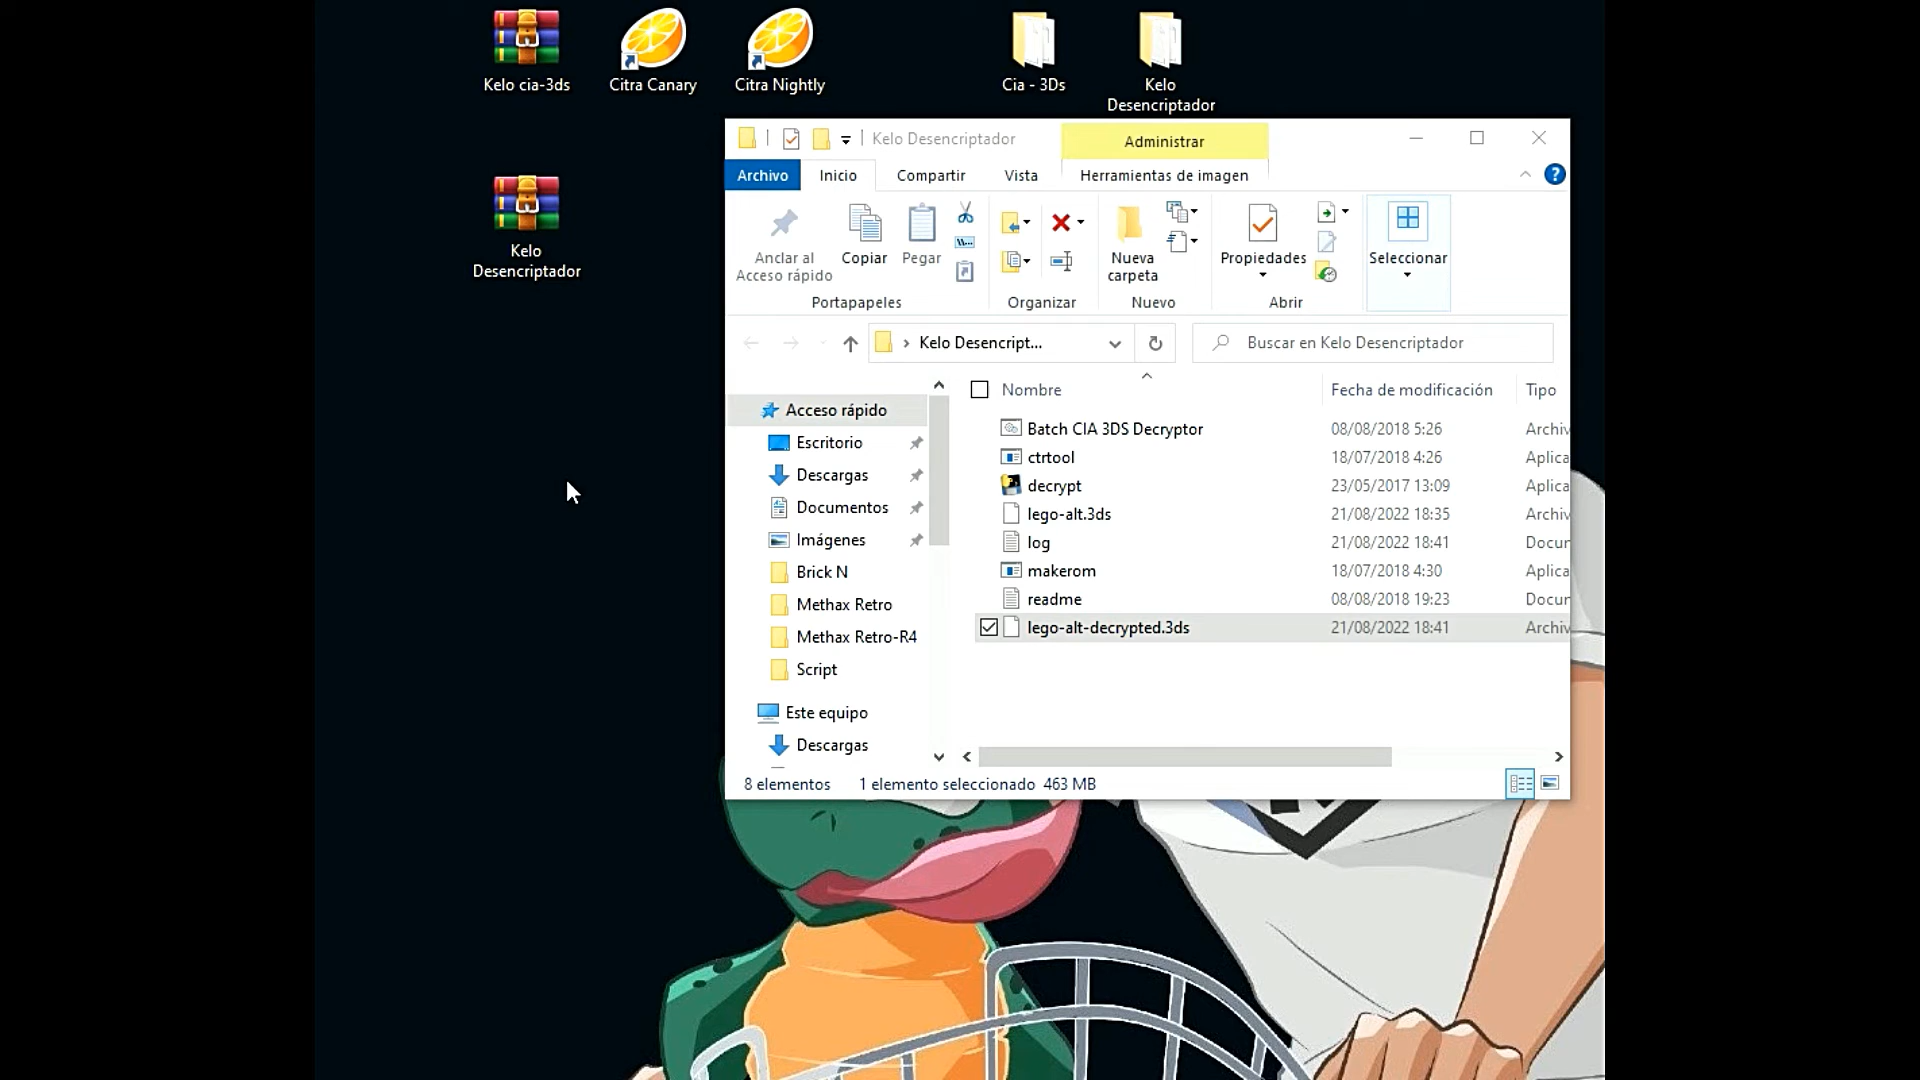 Kelo cia-3ds
Citra Canary
Citra Nightly
Cia - 3Ds
Kelo
Desencriptador
Kelo
Desencriptador
Kelo Desencriptador
Administrar
Archivo
Inicio
Compartir
Vista
Herramientas de imagen
Anclar al
Acceso rápido
Copiar
Pegar
Nueva
carpeta
Propiedades
Seleccionar
Portapapeles
Organizar
Nuevo
Abrir
Kelo Desencript...
Buscar en Kelo Desencriptador
Nombre
Fecha de modificación
Tipo
Acceso rápido
Escritorio
Descargas
Documentos
Imágenes
Brick N
Methax Retro
Methax Retro-R4
Script
Este equipo
Descargas
Batch CIA 3DS Decryptor 08/08/2018 5:26 Archiv
ctrtool 18/07/2018 4:26 Aplica
decrypt 23/05/2017 13:09 Aplica
lego-alt.3ds 21/08/2022 18:35 Archiv
log 21/08/2022 18:41 Docur
makerom 18/07/2018 4:30 Aplica
readme 08/08/2018 19:23 Docur
lego-alt-decrypted.3ds 21/08/2022 18:41 Archiv
8 elementos 1 elemento seleccionado 463 MB